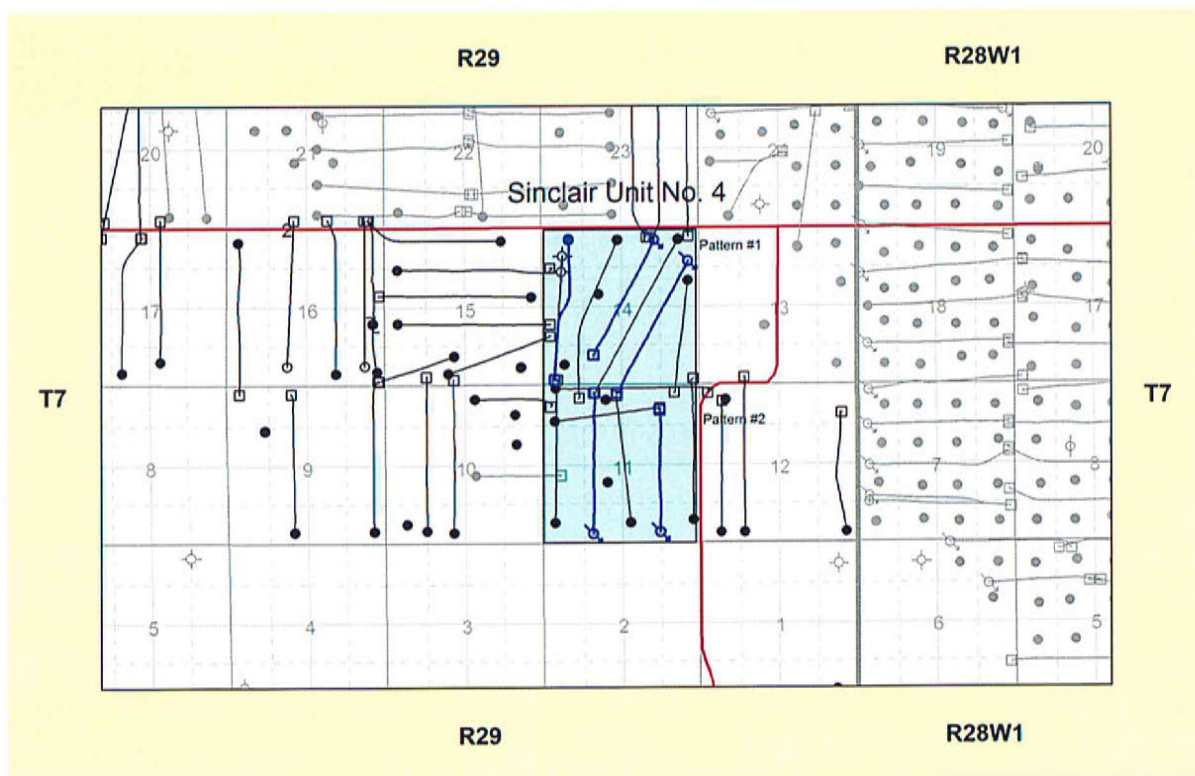 R29 R28W1
20 21 22 23 19 20
Sinclair Unit No. 4
Pattern #1
17 16 15 14 13 18 17
T7 T7
Pattern #2
8 9 10 11 12 7 8
5 4 3 2 1 6 5
R29 R28W1